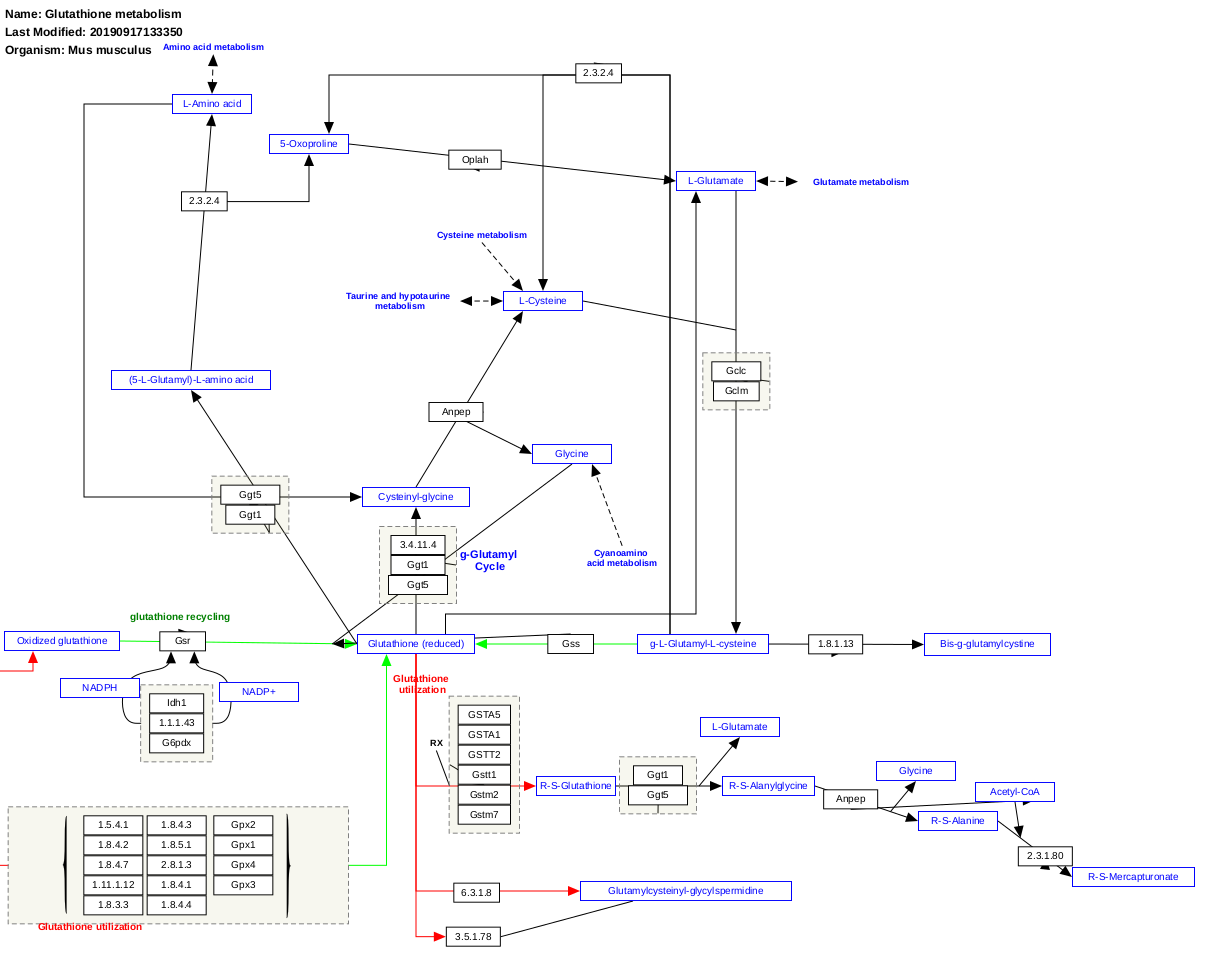 Name: Glutathione metabolism
Last Modified: 20190917133350
Organism: Mus musculus
Amino acid metabolism
2.3.2.4
L-Amino acid
5-Oxoproline
Oplah
L-Glutamate
Glutamate metabolism
2.3.2.4
Cysteine metabolism
Taurine and hypotaurine
metabolism
L-Cysteine
(5-L-Glutamyl)-L-amino acid
Gclc
Gclm
Anpep
Glycine
Ggt5
Ggt1
Cysteinyl-glycine
3.4.11.4
Ggt1
Ggt5
g-Glutamyl
Cycle
Cyanoamino
acid metabolism
glutathione recycling
Oxidized glutathione
Gsr
Glutathione (reduced)
Gss
g-L-Glutamyl-L-cysteine
1.8.1.13
Bis-g-glutamylcystine
NADPH
NADP+
Idh1
1.1.1.43
G6pdx
Glutathione
utilization
RX
GSTA5
GSTA1
GSTT2
Gstt1
Gstm2
Gstm7
R-S-Glutathione
Ggt1
Ggt5
L-Glutamate
R-S-Alanylglycine
Anpep
Glycine
Acetyl-CoA
R-S-Alanine
2.3.1.80
R-S-Mercapturonate
1.5.4.1
1.8.4.3
Gpx2
1.8.4.2
1.8.5.1
Gpx1
1.8.4.7
2.8.1.3
Gpx4
1.11.1.12
1.8.4.1
Gpx3
1.8.3.3
1.8.4.4
Glutathione utilization
6.3.1.8
Glutamylcysteinyl-glycylspermidine
3.5.1.78